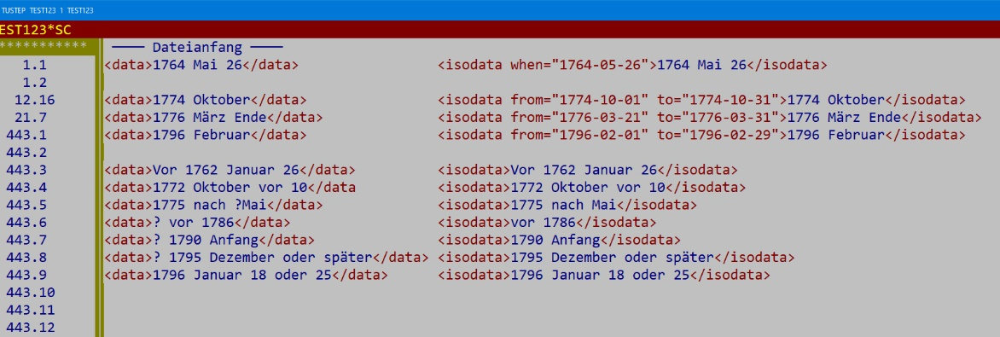 TUSTEP TEST123 1 TEST123
EST123*SC
*********** —— Dateianfang ——
1.1 <data>1764 Mai 26</data> <isodata when="1764-05-26">1764 Mai 26</isodata>
1.2
12.16 <data>1774 Oktober</data> <isodata from="1774-10-01" to="1774-10-31">1774 Oktober</isodata>
21.7 <data>1776 März Ende</data> <isodata from="1776-03-21" to="1776-03-31">1776 März Ende</isodata>
443.1 <data>1796 Februar</data> <isodata from="1796-02-01" to="1796-02-29">1796 Februar</isodata>
443.2
443.3 <data>Vor 1762 Januar 26</data> <isodata>Vor 1762 Januar 26</isodata>
443.4 <data>1772 Oktober vor 10</data <isodata>1772 Oktober vor 10</isodata>
443.5 <data>1775 nach ?Mai</data> <isodata>1775 nach Mai</isodata>
443.6 <data>? vor 1786</data> <isodata>vor 1786</isodata>
443.7 <data>? 1790 Anfang</data> <isodata>1790 Anfang</isodata>
443.8 <data>? 1795 Dezember oder später</data> <isodata>1795 Dezember oder später</isodata>
443.9 <data>1796 Januar 18 oder 25</data> <isodata>1796 Januar 18 oder 25</isodata>
443.10
443.11
443.12